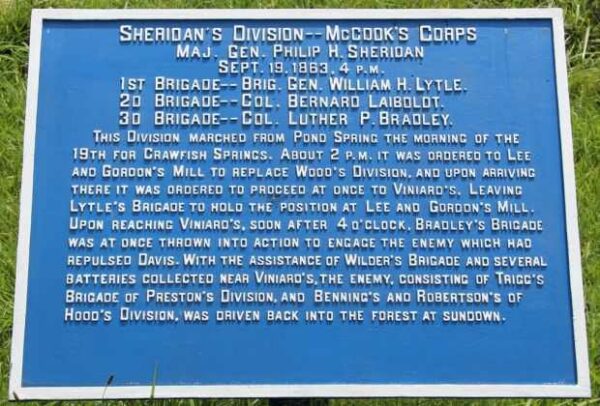 Sheridan's Division--McCook's Corps
Maj. Gen. Philip H. Sheridan
Sept. 19, 1863, 4 p.m.
1st Brigade-- Brig. Gen. William H. Lytle.
2d Brigade-- Col. Bernard Laiboldt.
3d Brigade-- Col. Luther P. Bradley.
This Division marched from Pond Spring the morning of the
19th for Crawfish Springs. About 2 p.m. it was ordered to Lee
and Gordon's Mill to replace Wood's Division, and upon arriving
there it was ordered to proceed at once to Viniard's, leaving
Lytle's Brigade to hold the position at Lee and Gordon's Mill.
Upon reaching Viniard's, soon after 4 o'clock, Bradley's Brigade
was at once thrown into action to engage the enemy which had
repulsed Davis. With the assistance of Wilder's Brigade and several
batteries collected near Viniard's, the enemy, consisting of Trigg's
Brigade of Preston's Division, and Benning's and Robertson's of
Hood's Division, was driven back into the forest at sundown.